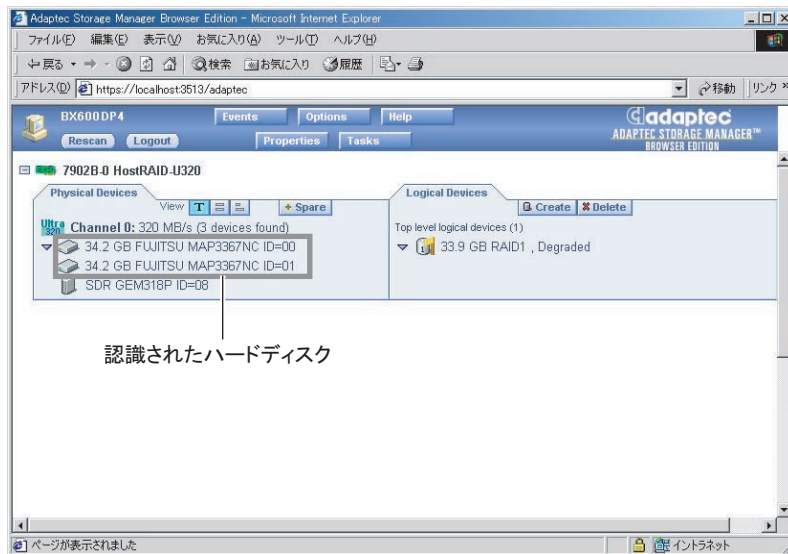 Adaptec Storage Manager Browser Edition - Microsoft Internet Explorer
ファイル(F) 編集(E) 表示(V) お気に入り(A) ツール(T) ヘルプ(H)
戻る 検索 お気に入り 履歴
アドレス(D) https://localhost:3513/adaptec 移動 リンク »
BX600DP4 Events Options Help adaptec
Rescan Logout Properties Tasks ADAPTEC STORAGE MANAGER™
BROWSER EDITION
7902B-0 HostRAID-U320
Physical Devices Logical Devices
View T + Spare Create Delete
Ultra 320 Channel 0: 320 MB/s (3 devices found) Top level logical devices (1)
34.2 GB FUJITSU MAP3367NC ID=00 33.9 GB RAID1 , Degraded
34.2 GB FUJITSU MAP3367NC ID=01
SDR GEM318P ID=08
認識されたハードディスク
ページが表示されました イントラネット